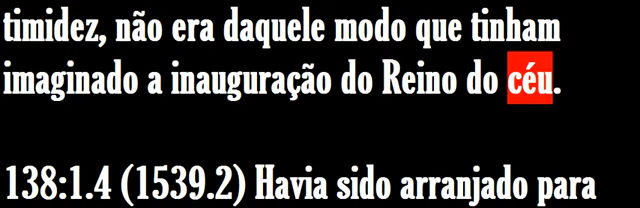 timidez, não era daquele modo que tinham
imaginado a inauguração do Reino do céu.
138:1.4 (1539.2) Havia sido arranjado para